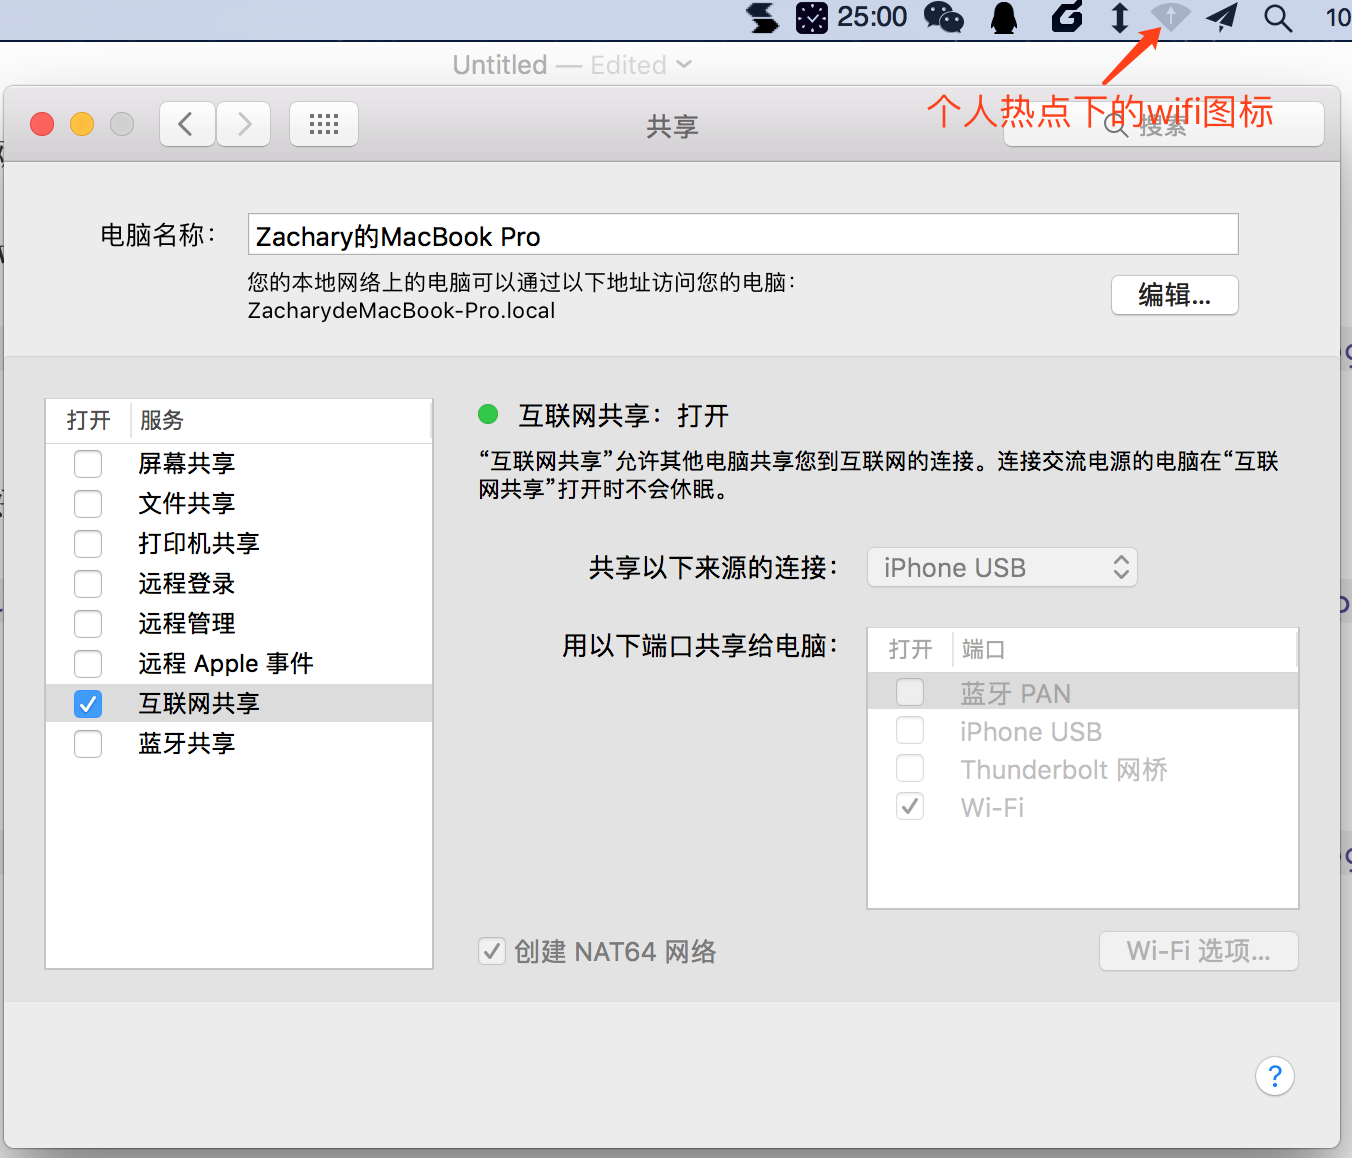 25:00
10
Untitled — Edited
个人热点下的wifi图标
共享
搜索
电脑名称：
Zachary的MacBook Pro
您的本地网络上的电脑可以通过以下地址访问您的电脑：
ZacharydeMacBook-Pro.local
编辑...
打开 服务
屏幕共享
文件共享
打印机共享
远程登录
远程管理
远程 Apple 事件
互联网共享
蓝牙共享
互联网共享：打开
“互联网共享”允许其他电脑共享您到互联网的连接。连接交流电源的电脑在“互联
网共享”打开时不会休眠。
共享以下来源的连接：
iPhone USB
用以下端口共享给电脑：
打开 端口
蓝牙 PAN
iPhone USB
Thunderbolt 网桥
Wi-Fi
创建 NAT64 网络
Wi-Fi 选项...
?